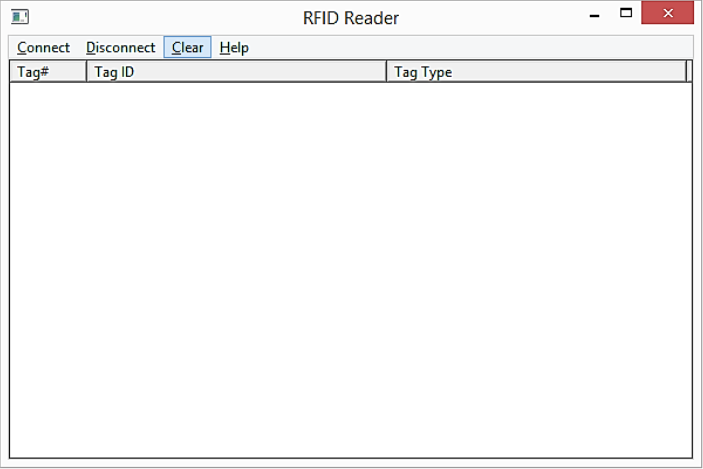 RFID Reader
Connect Disconnect Clear Help
Tag# Tag ID Tag Type